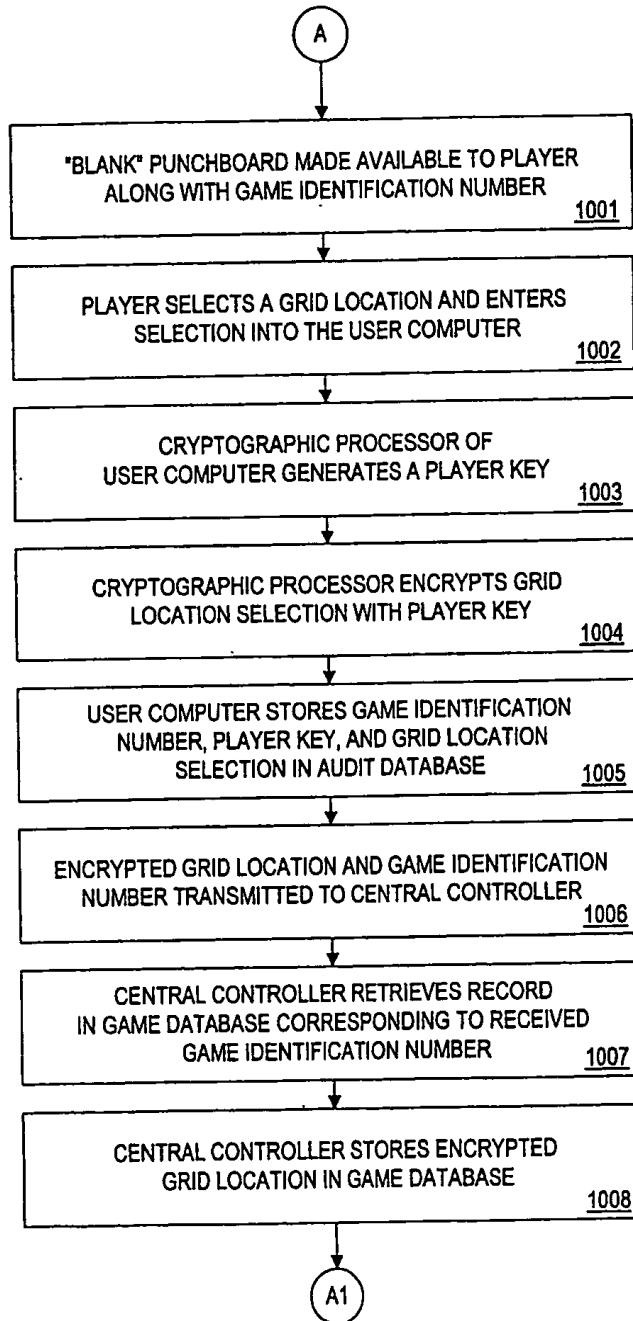 A
"BLANK" PUNCHBOARD MADE AVAILABLE TO PLAYER
ALONG WITH GAME IDENTIFICATION NUMBER
1001
PLAYER SELECTS A GRID LOCATION AND ENTERS
SELECTION INTO THE USER COMPUTER
1002
CRYPTOGRAPHIC PROCESSOR OF
USER COMPUTER GENERATES A PLAYER KEY
1003
CRYPTOGRAPHIC PROCESSOR ENCRYPTS GRID
LOCATION SELECTION WITH PLAYER KEY
1004
USER COMPUTER STORES GAME IDENTIFICATION
NUMBER, PLAYER KEY, AND GRID LOCATION
SELECTION IN AUDIT DATABASE
1005
ENCRYPTED GRID LOCATION AND GAME IDENTIFICATION
NUMBER TRANSMITTED TO CENTRAL CONTROLLER
1006
CENTRAL CONTROLLER RETRIEVES RECORD
IN GAME DATABASE CORRESPONDING TO RECEIVED
GAME IDENTIFICATION NUMBER
1007
CENTRAL CONTROLLER STORES ENCRYPTED
GRID LOCATION IN GAME DATABASE
1008
A1